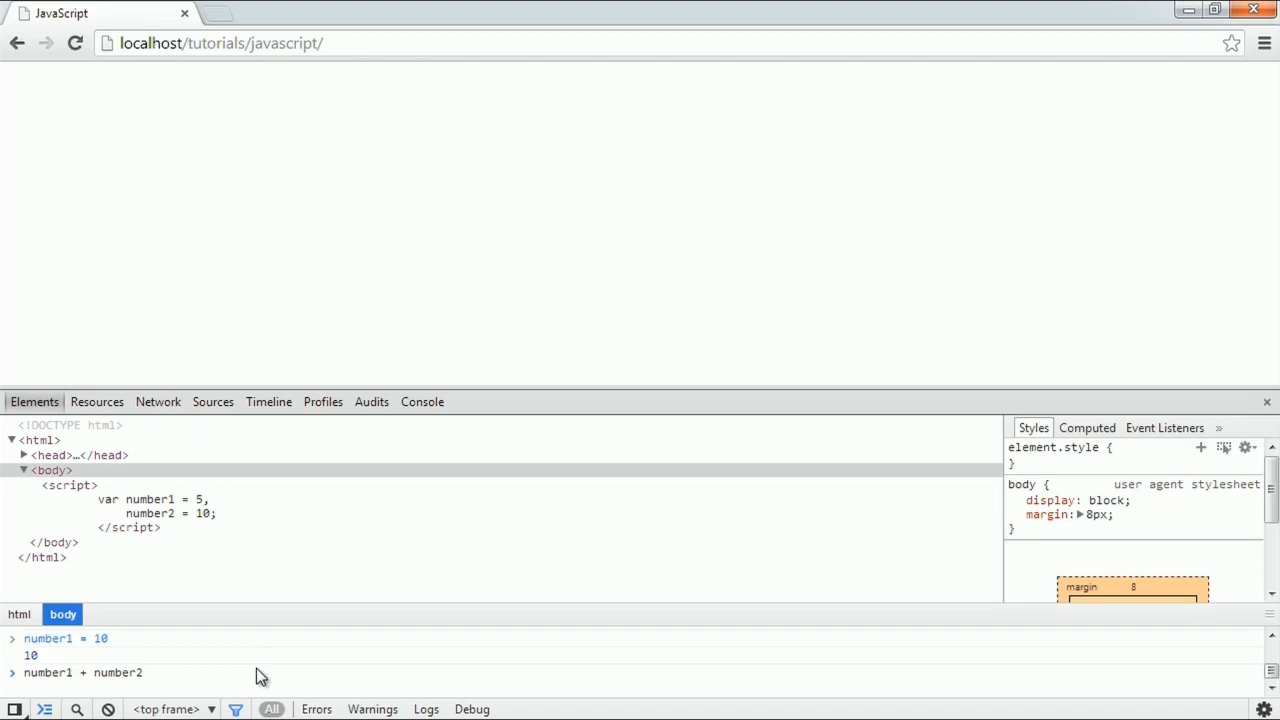 JavaScript
localhost/tutorials/javascript/
Elements Resources Network Sources Timeline Profiles Audits Console
<!DOCTYPE html>
<html>
<head>…</head>
<body>
<script>
var number1 = 5,
number2 = 10;
</script>
</body>
</html>
Styles Computed Event Listeners »
element.style {
}
body { user agent stylesheet
display: block;
margin: 8px;
}
margin 8
html body
> number1 = 10
10
> number1 + number2
<top frame> All Errors Warnings Logs Debug